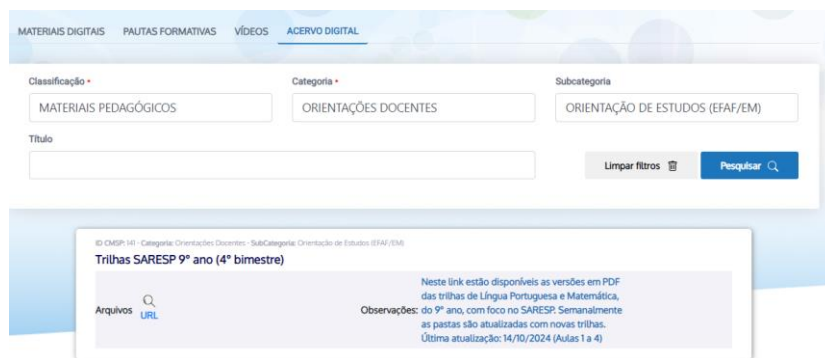 MATERIAIS DIGITAIS PAUTAS FORMATIVAS VÍDEOS ACERVO DIGITAL
Classificação • Categoria • Subcategoria
MATERIAIS PEDAGÓGICOS ORIENTAÇÕES DOCENTES ORIENTAÇÃO DE ESTUDOS (EFAF/EM)
Título
Limpar filtros Pesquisar
ID CMSP: 141 - Categoria: Orientações Docentes - SubCategoria: Orientação de Estudos (EFAF/EM)
Trilhas SARESP 9º ano (4º bimestre)
Neste link estão disponíveis as versões em PDF
das trilhas de Língua Portuguesa e Matemática,
Arquivos URL Observações: do 9º ano, com foco no SARESP. Semanalmente
as pastas são atualizadas com novas trilhas.
Última atualização: 14/10/2024 (Aulas 1 a 4)